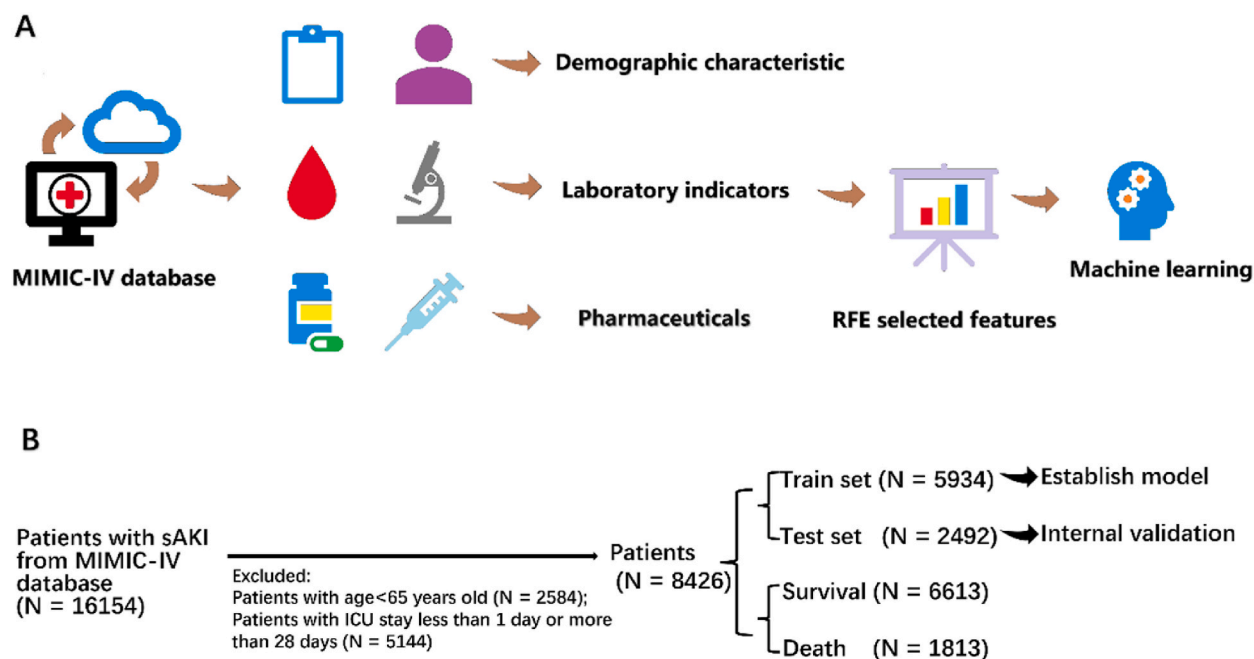 A
Demographic characteristic
Laboratory indicators
MIMIC-IV database
Machine learning
Pharmaceuticals
RFE selected features
B
Train set (N = 5934) Establish model
Patients with sAKI
from MIMIC-IV
database
(N = 16154)
Test set (N = 2492) Internal validation
Patients
(N = 8426)
Excluded:
Patients with age<65 years old (N = 2584);
Patients with ICU stay less than 1 day or more
than 28 days (N = 5144)
Survival (N = 6613)
Death (N = 1813)